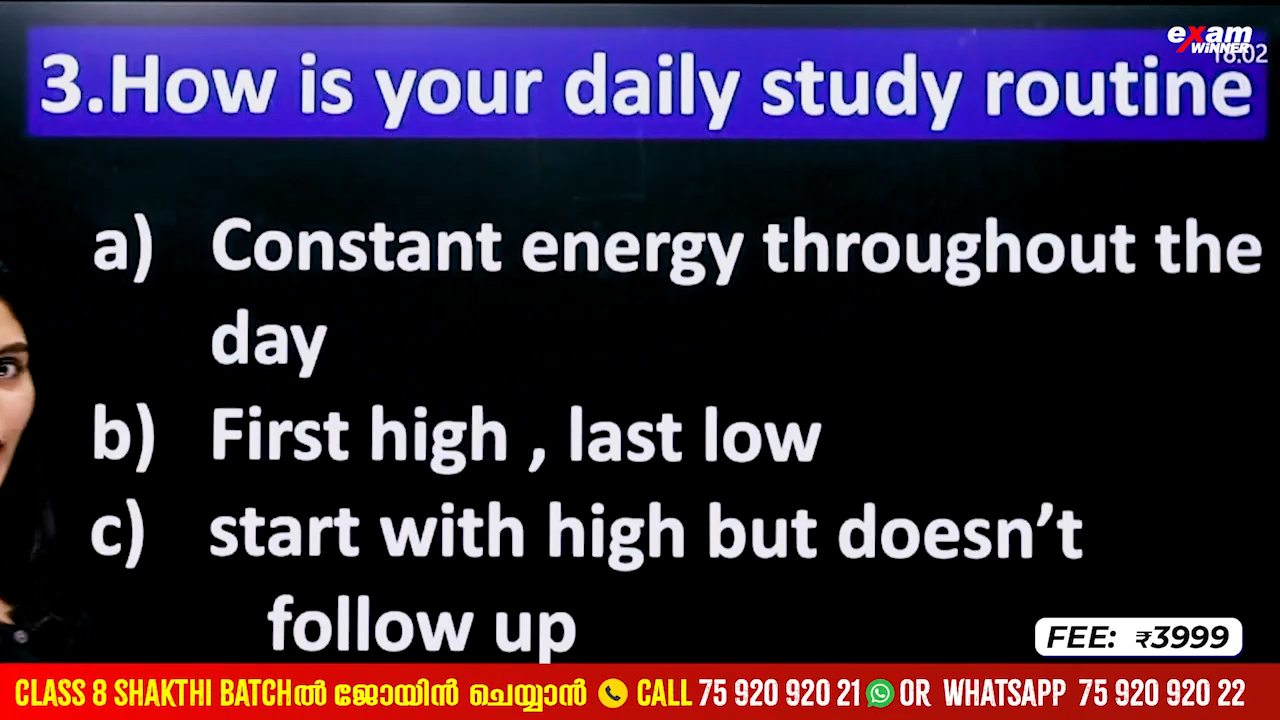 exam
WiNNER
18:02
3.How is your daily study routine
a) Constant energy throughout the
day
b) First high , last low
c) start with high but doesn’t
follow up
FEE: ₹3999
CLASS 8 SHAKTHI BATCHൽ ജോയിൻ ചെയ്യാൻ CALL 75 920 920 21 OR WHATSAPP 75 920 920 22